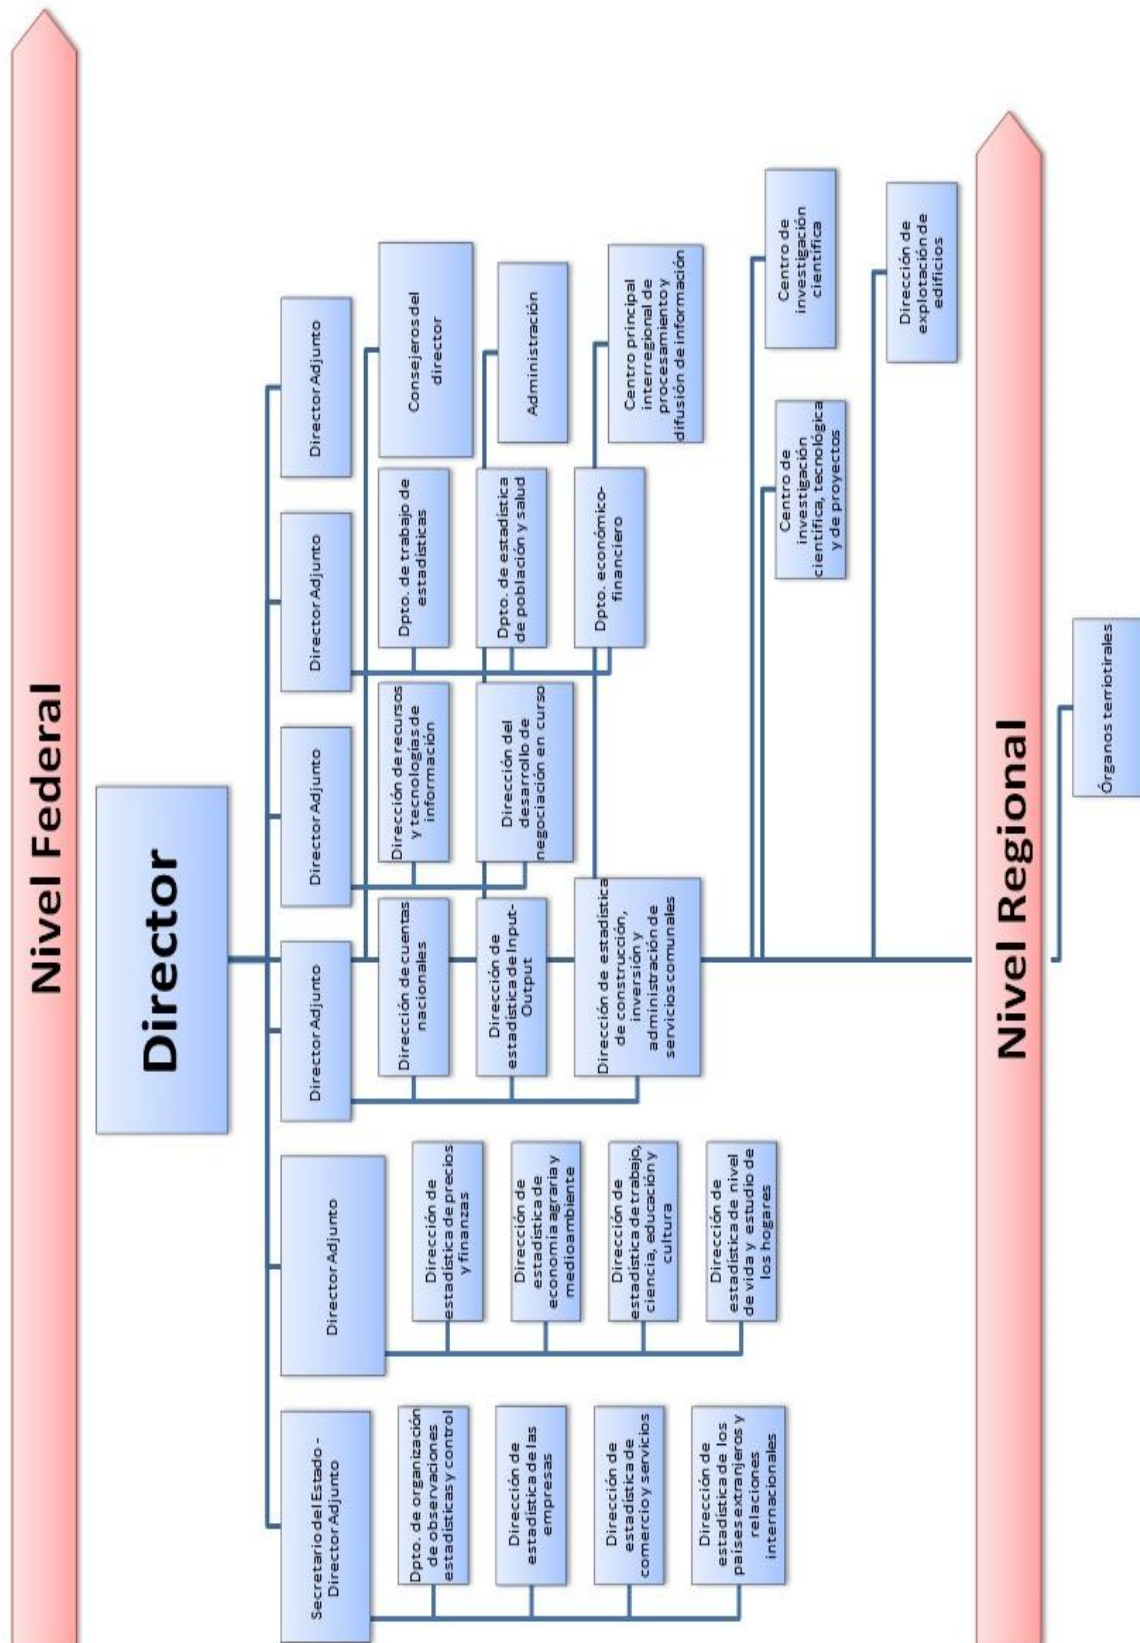 Nivel Federal
Director
Secretario del Estado -
Director Adjunto
Director Adjunto
Director Adjunto
Director Adjunto
Director Adjunto
Director Adjunto
Dpto. de organización
de observaciones
estadísticas y control
Dirección de
estadística de las
empresas
Dirección de
estadística de
comercio y servicios
Dirección de
estadística de los
países extranjeros y
relaciones
internacionales
Dirección de
estadística de precios
y finanzas
Dirección de
estadística de
economía agraria y
medioambiente
Dirección de
estadística de trabajo,
ciencia, educación y
cultura
Dirección de
estadística de nivel
de vida y estudio de
los hogares
Dirección de cuentas
nacionales
Dirección de
estadística de Input-
Output
Dirección de estadística
de construcción,
inversión y
administración de
servicios comunales
Dirección de recursos
y tecnologías de
información
Dirección del
desarrollo de
negociación en curso
Dpto. de trabajo de
estadísticas
Dpto. de estadística
de población y salud
Dpto. económico-
financiero
Consejeros del
director
Administración
Centro principal
interregional de
procesamiento y
difusión de información
Centro de
investigación
científica, tecnológica
y de proyectos
Centro de
investigación
científica
Dirección de
explotación de
edificios
Nivel Regional
Órganos terriotirales